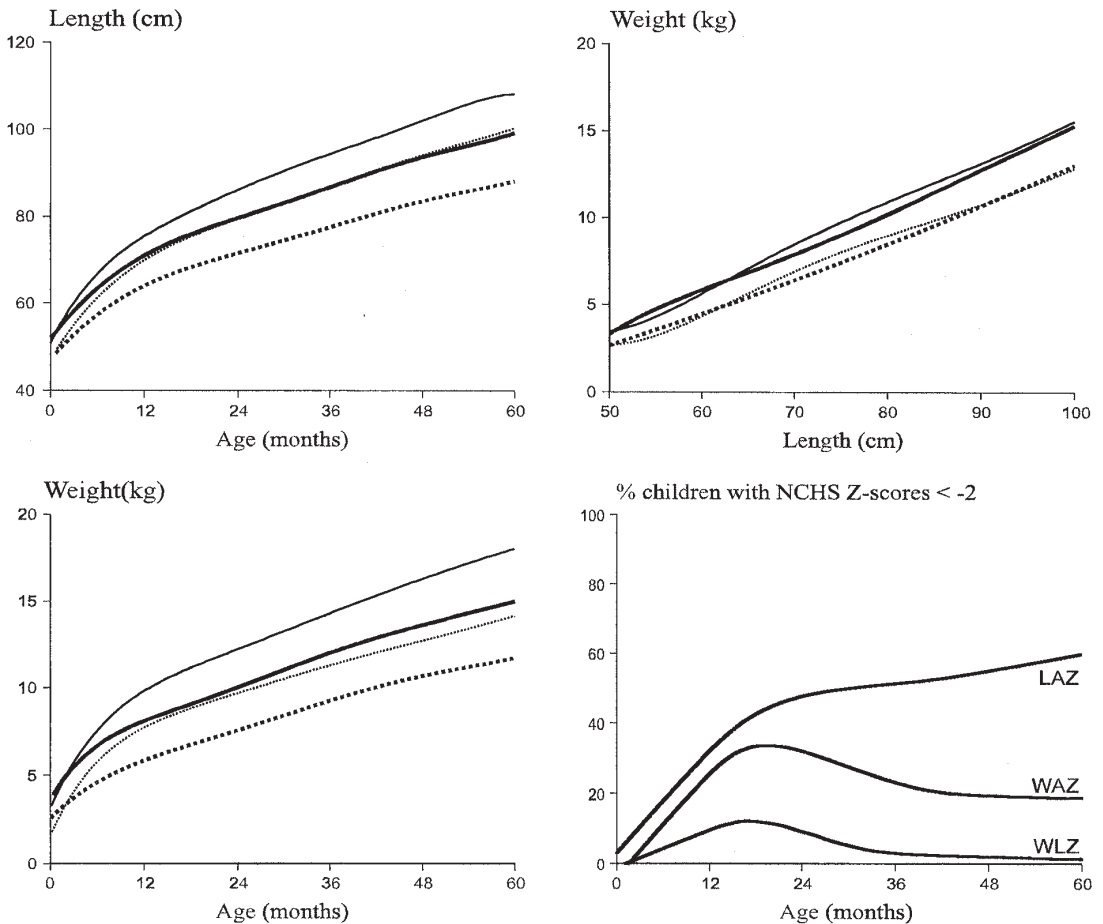 Length (cm)
120
100
80
60
40
0 12 24 36 48 60
Age (months)
Weight (kg)
20
15
10
5
0
50 60 70 80 90 100
Length (cm)
Weight(kg)
20
15
10
5
0
0 12 24 36 48 60
Age (months)
% children with NCHS Z-scores < -2
100
80
60
40
20
0
LAZ
WAZ
WLZ
0 12 24 36 48 60
Age (months)